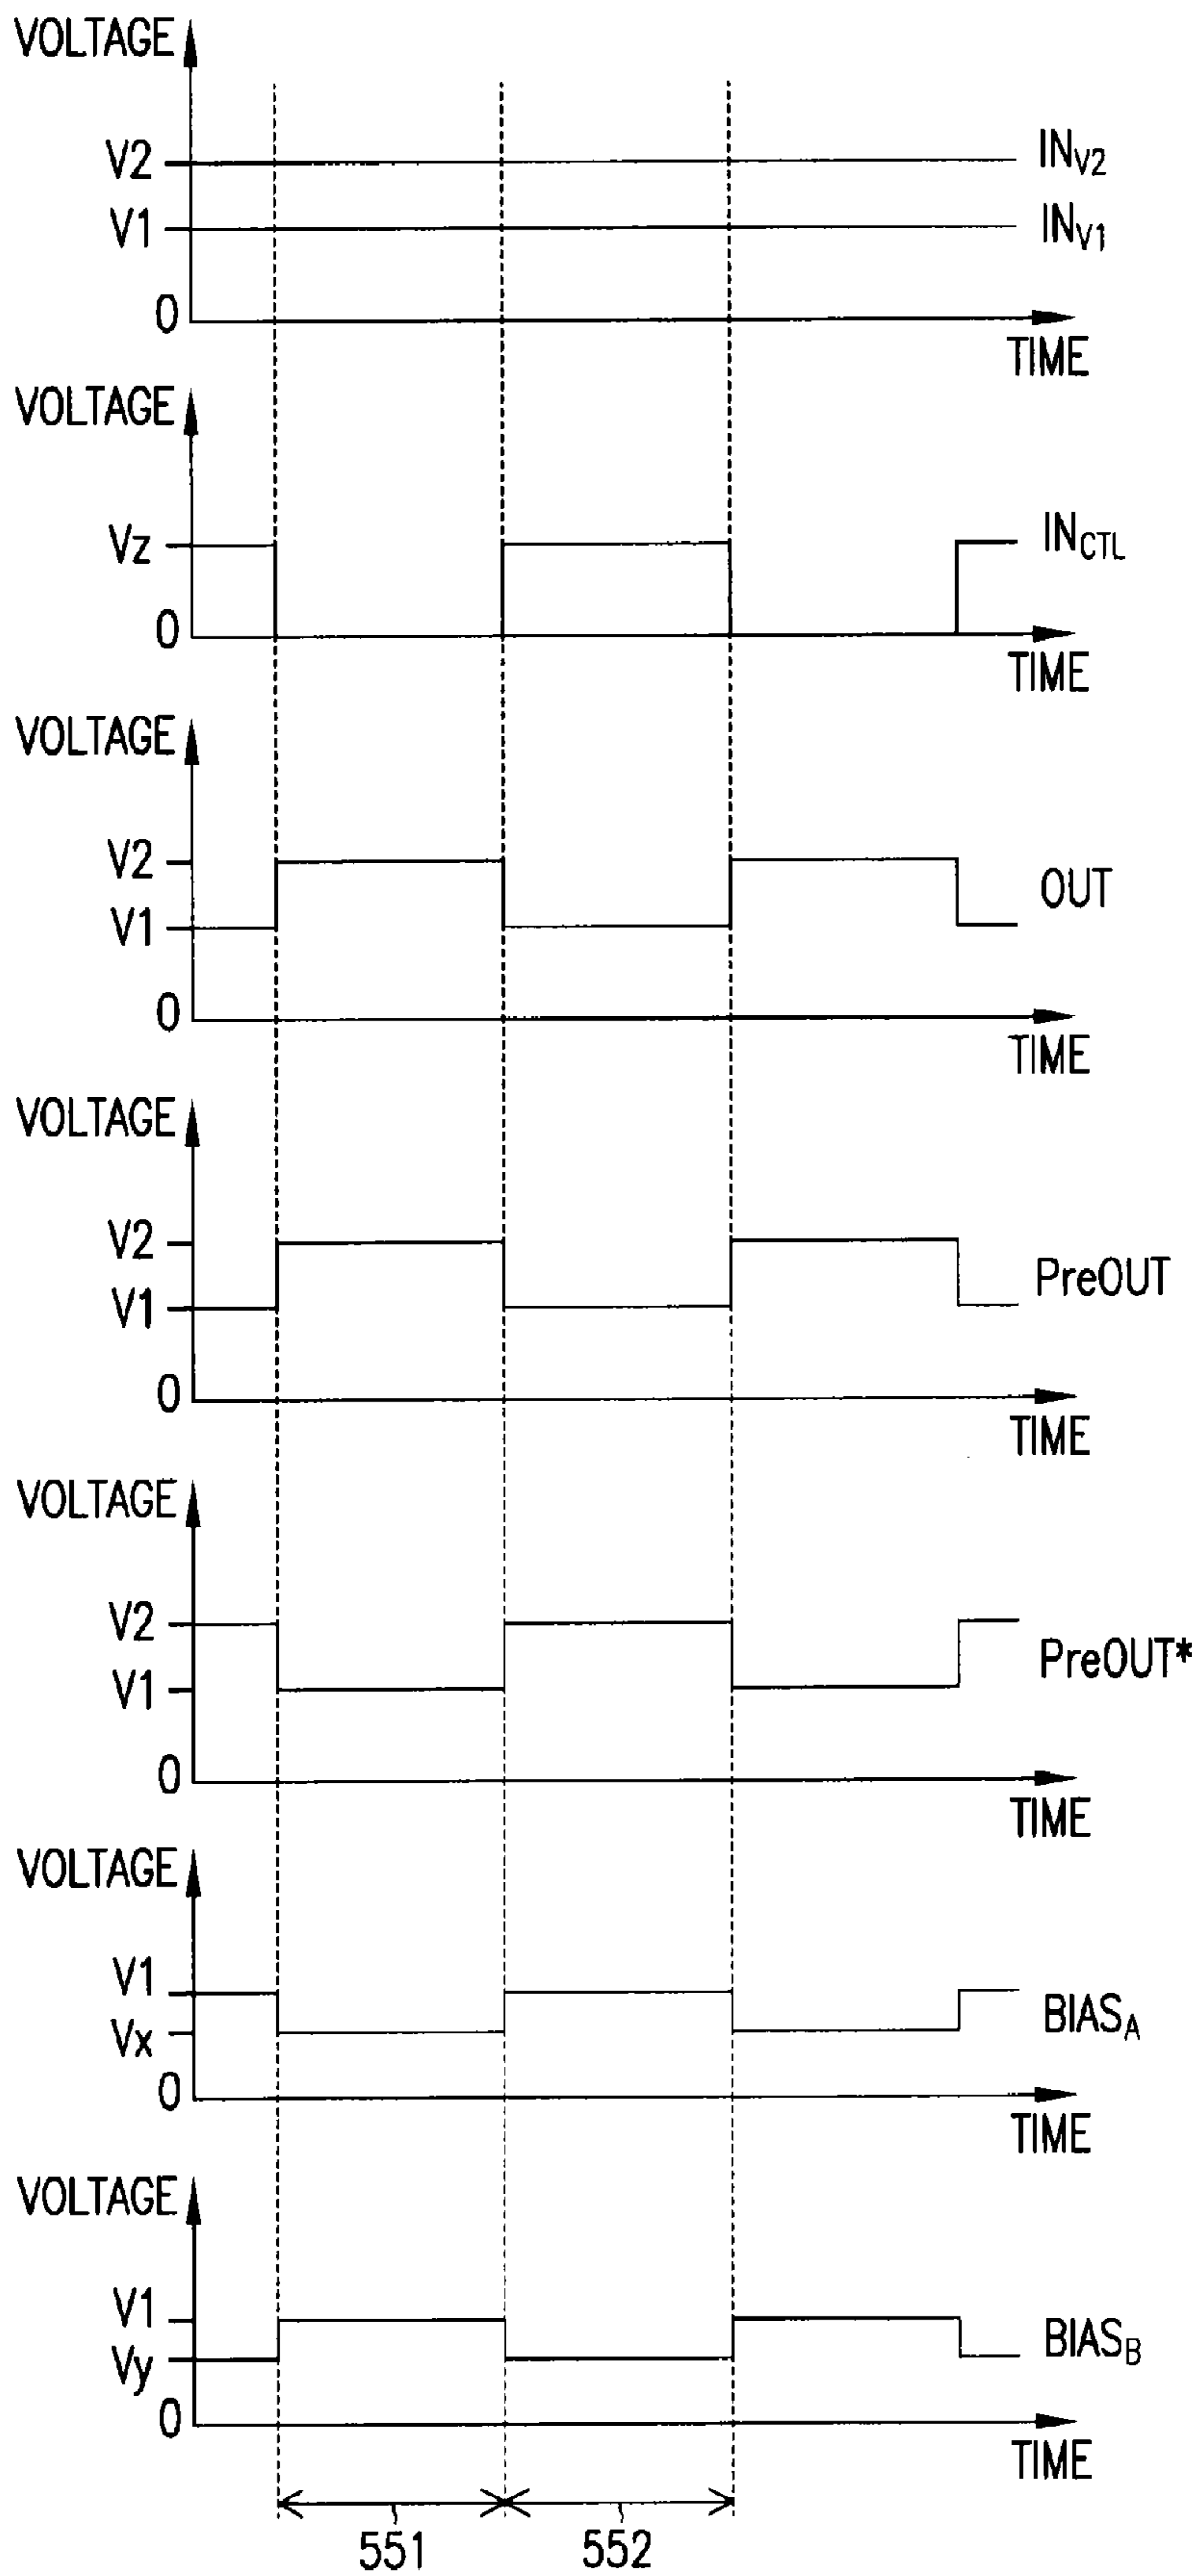 VOLTAGE
V2
IN_V2
V1
IN_V1
0
TIME
VOLTAGE
Vz
IN_CTL
0
TIME
VOLTAGE
V2
OUT
V1
0
TIME
VOLTAGE
V2
PreOUT
V1
0
TIME
VOLTAGE
V2
PreOUT*
V1
0
TIME
VOLTAGE
V1
BIAS_A
Vx
0
TIME
VOLTAGE
V1
BIAS_B
Vy
0
TIME
551
552